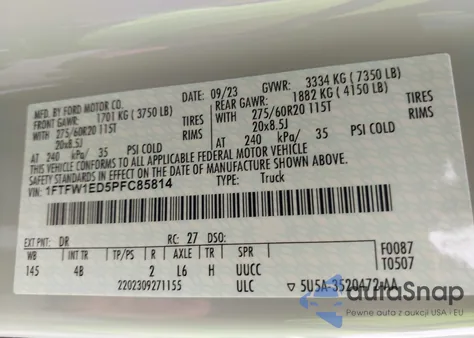 MFD. BY FORD MOTOR CO.
09/23 GVWR: 3334 KG (7350 LB)
FRONT GAWR: 1701 KG (3750 LB) REAR GAWR: 1882 KG (4150 LB)
WITH TIRES WITH TIRES
275/60R20 115T 275/60R20 115T
20x8.5J RIMS 20x8.5J RIMS
AT 240 kPa/ 35 PSI COLD AT 240 kPa/ 35 PSI COLD
THIS VEHICLE CONFORMS TO ALL APPLICABLE FEDERAL MOTOR VEHICLE
SAFETY STANDARDS IN EFFECT ON THE DATE OF MANUFACTURE SHOWN ABOVE.
VIN: 1FTFW1ED5PFC85814 TYPE: Truck
EXT PNT: DR RC: 27 DSO: F0087
WB INT TR TP/PS R AX TR SPR T0507
145 4B 2 L6 H UUCC
2202309271155 ULC ▽ 5U5A-3520472-AA
autoSnap
Pewne auta z aukcji USA i EU